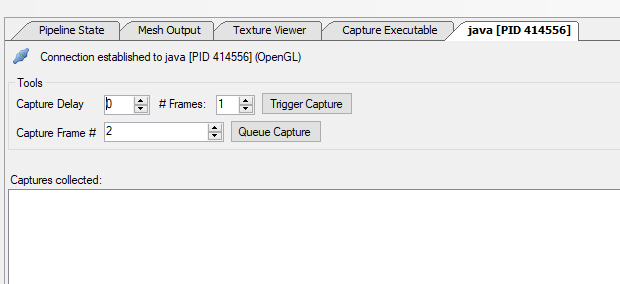 Pipeline State Mesh Output Texture Viewer Capture Executable java [PID 414556]
Connection established to java [PID 414556] (OpenGL)
Tools
Capture Delay 0 # Frames: 1 Trigger Capture
Capture Frame # 2 Queue Capture
Captures collected: